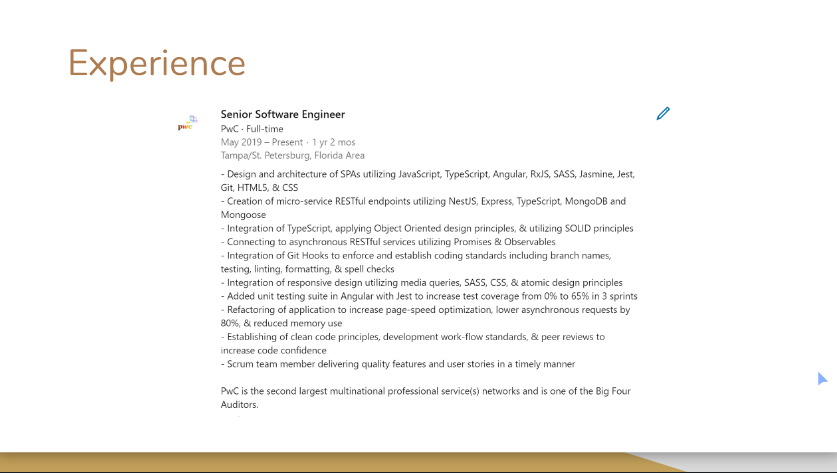 Experience
pwc
Senior Software Engineer
PwC · Full-time
May 2019 – Present · 1 yr 2 mos
Tampa/St. Petersburg, Florida Area
- Design and architecture of SPAs utilizing JavaScript, TypeScript, Angular, RxJS, SASS, Jasmine, Jest,
Git, HTML5, & CSS
- Creation of micro-service RESTful endpoints utilizing NestJS, Express, TypeScript, MongoDB and
Mongoose
- Integration of TypeScript, applying Object Oriented design principles, & utilizing SOLID principles
- Connecting to asynchronous RESTful services utilizing Promises & Observables
- Integration of Git Hooks to enforce and establish coding standards including branch names,
testing, linting, formatting, & spell checks
- Integration of responsive design utilizing media queries, SASS, CSS, & atomic design principles
- Added unit testing suite in Angular with Jest to increase test coverage from 0% to 65% in 3 sprints
- Refactoring of application to increase page-speed optimization, lower asynchronous requests by
80%, & reduced memory use
- Establishing of clean code principles, development work-flow standards, & peer reviews to
increase code confidence
- Scrum team member delivering quality features and user stories in a timely manner
PwC is the second largest multinational professional service(s) networks and is one of the Big Four
Auditors.